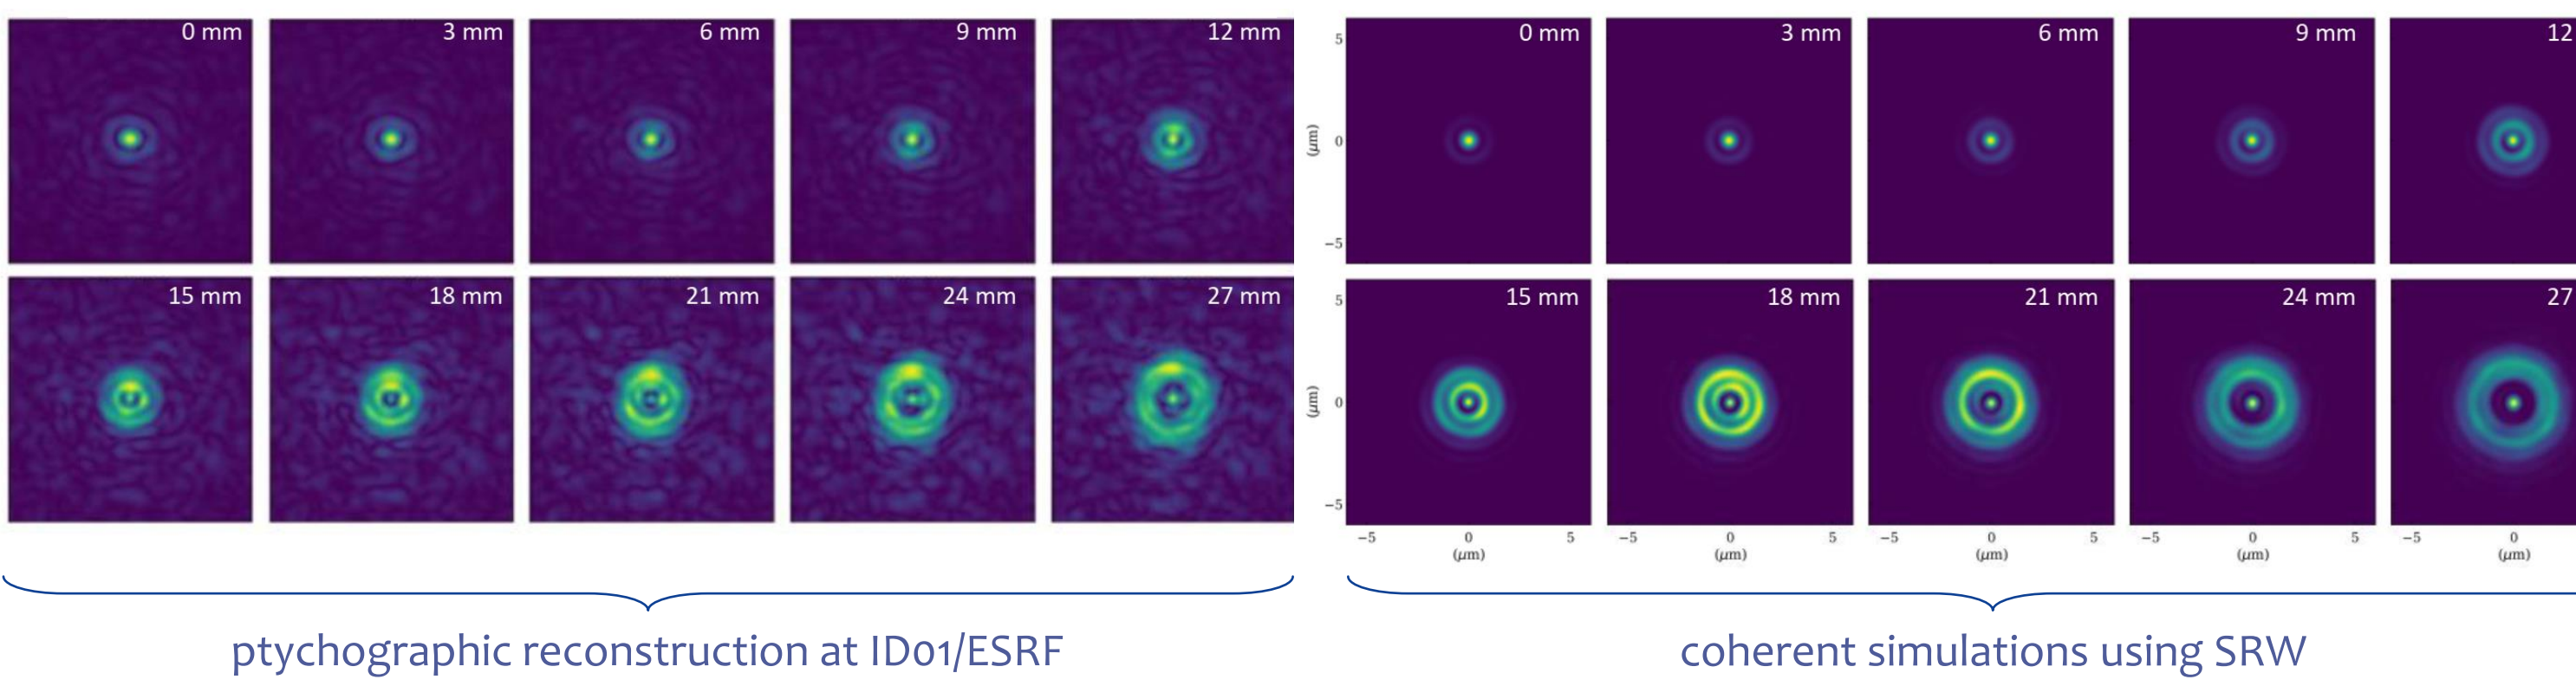 0 mm 3 mm 6 mm 9 mm 12 mm
15 mm 18 mm 21 mm 24 mm 27 mm
ptychographic reconstruction at ID01/ESRF
0 mm 3 mm 6 mm 9 mm 12
5
0
−5
(μm)
15 mm 18 mm 21 mm 24 mm 27
5
0
−5
(μm)
−5 0 5 −5 0 5 −5 0 5 −5 0 5 −5 0
(μm) (μm) (μm) (μm) (μm)
coherent simulations using SRW